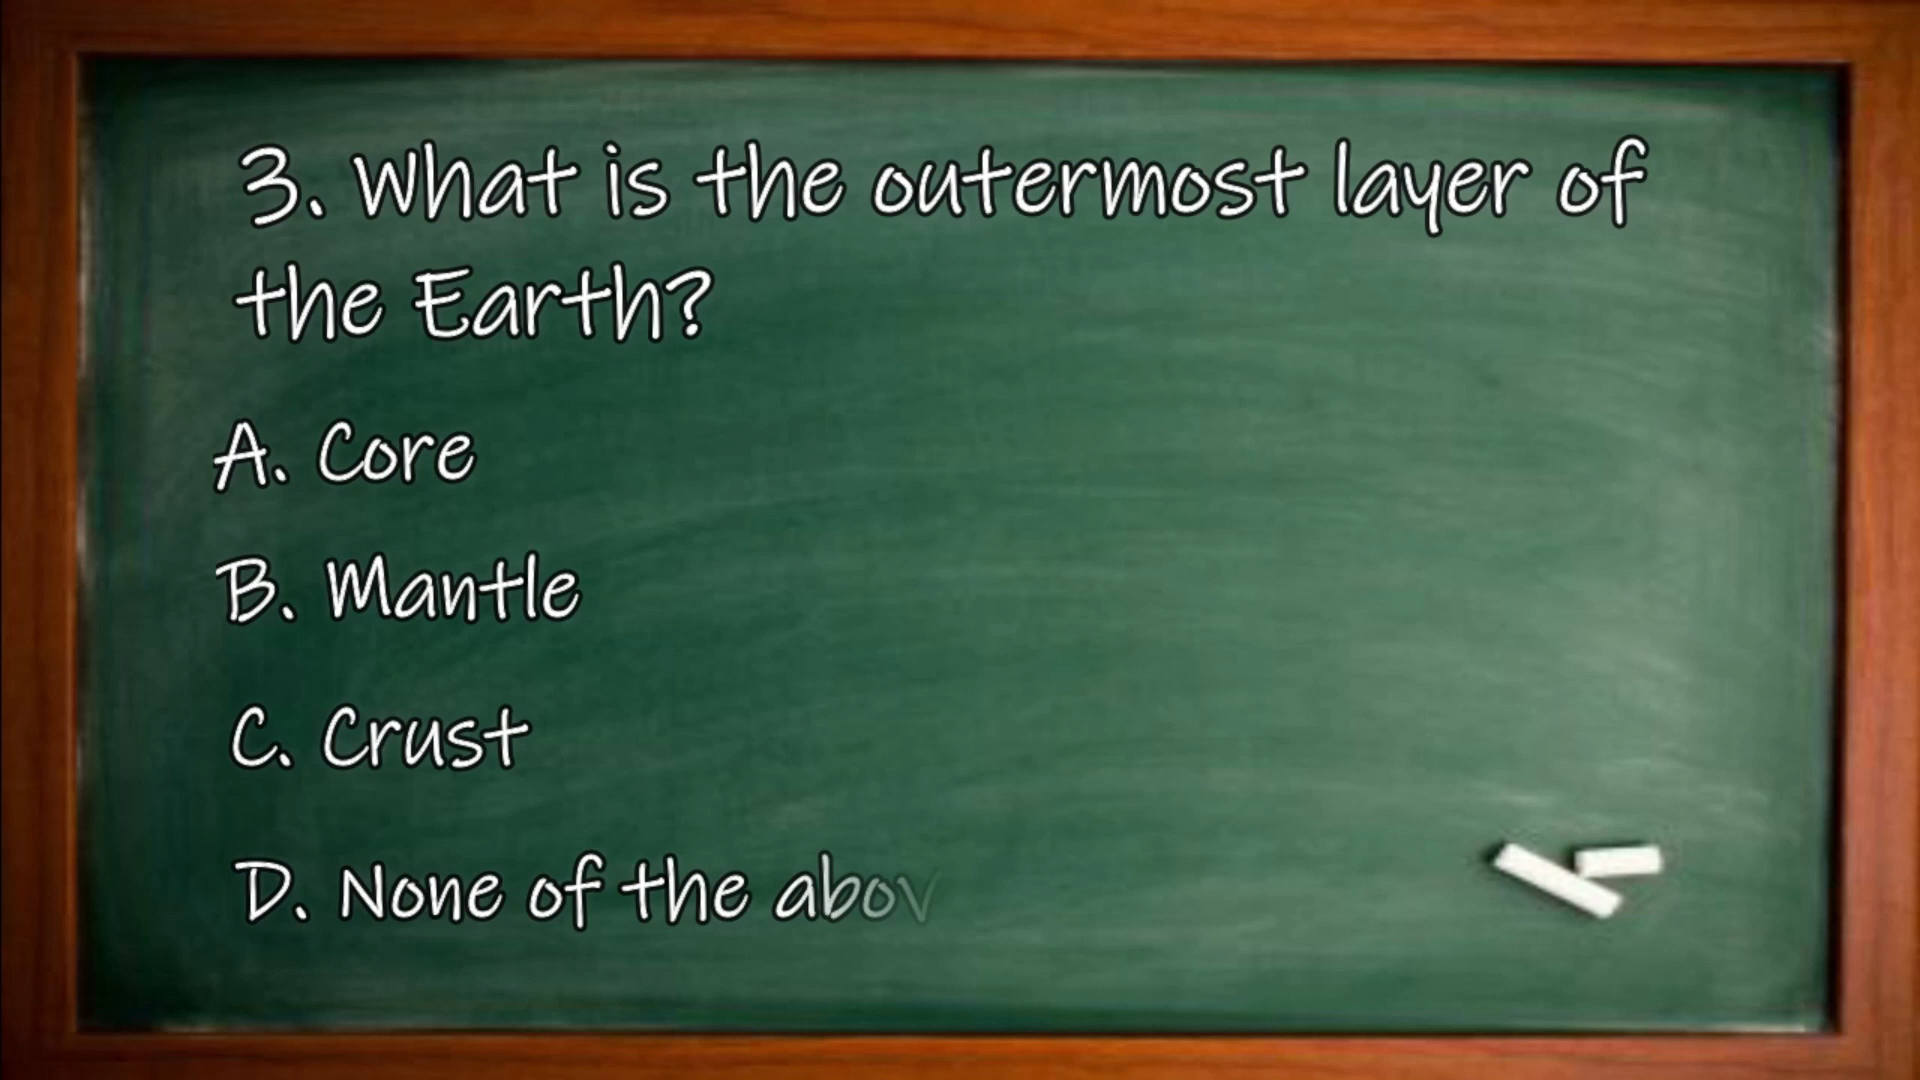 3. What is the outermost layer of
the Earth?
A. Core
B. Mantle
C. Crust
D. None of the abov